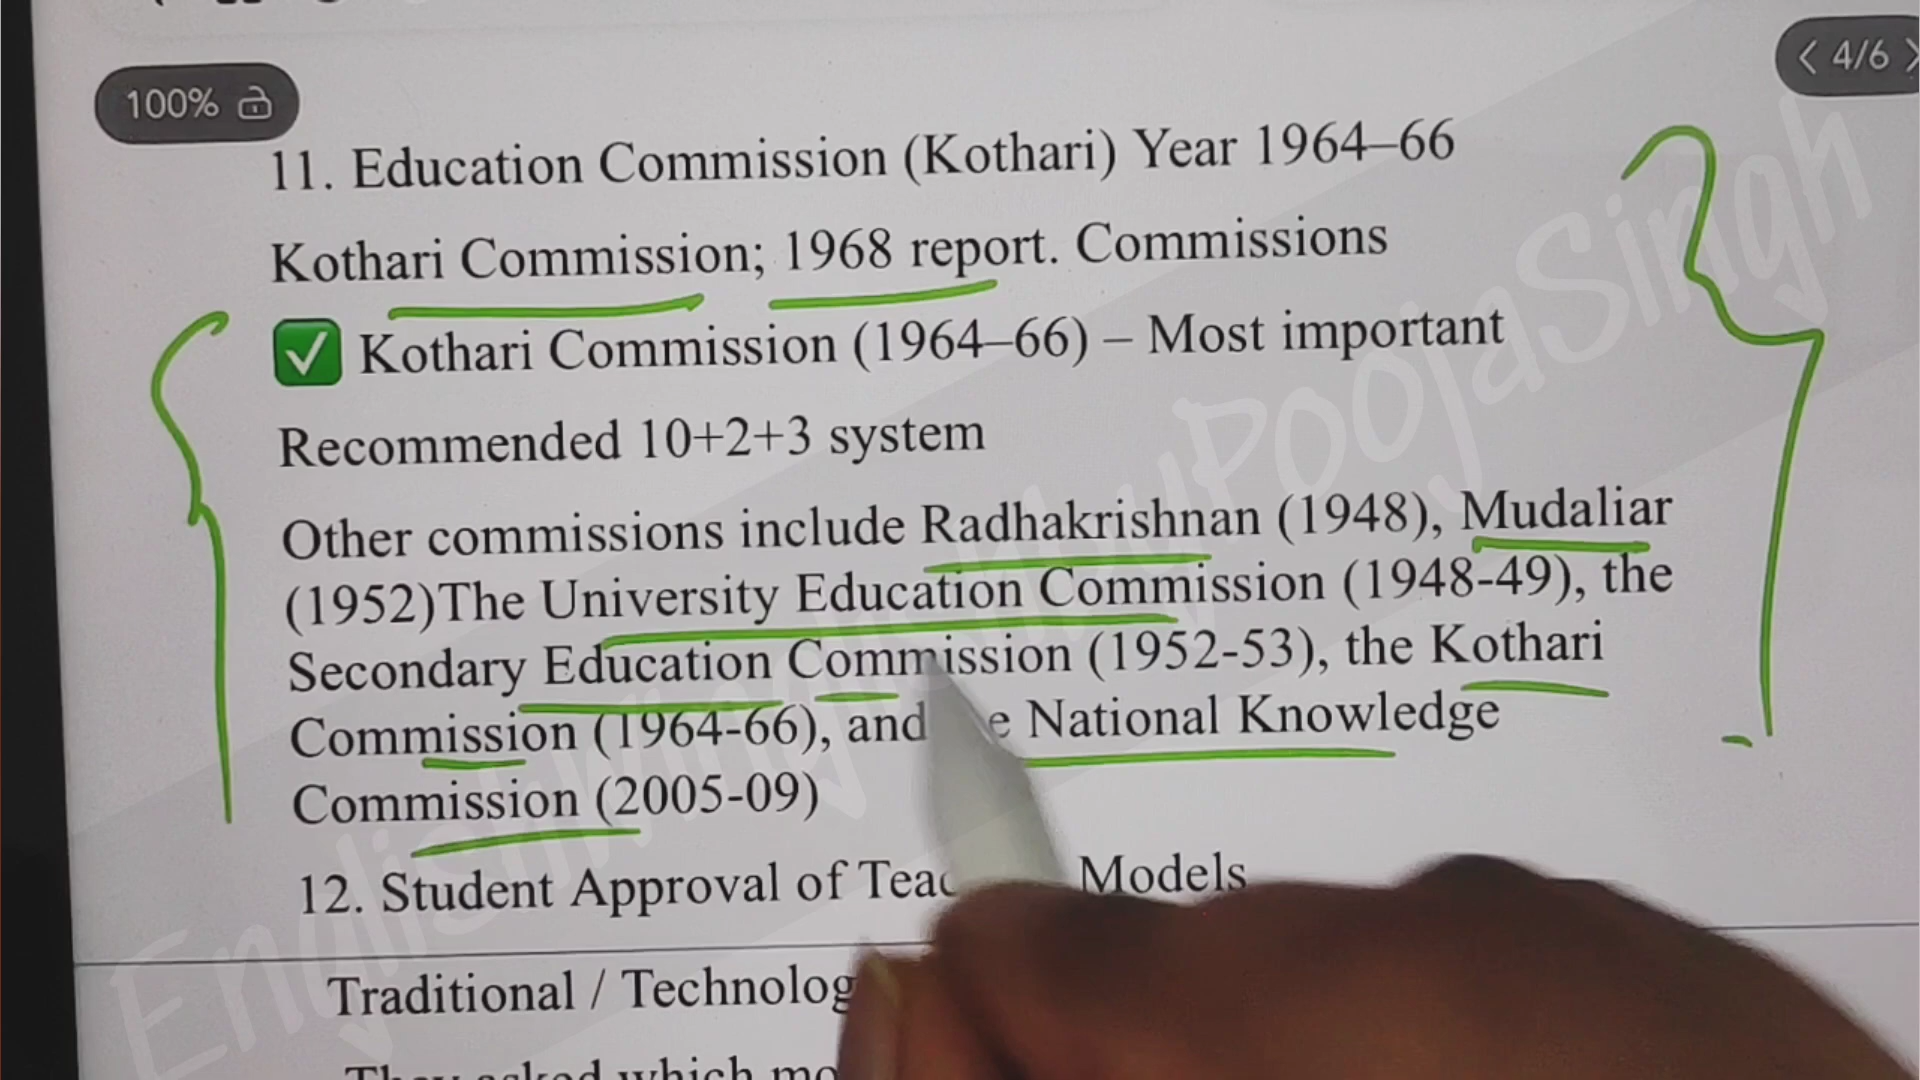 100%
< 4/6 >
11. Education Commission (Kothari) Year 1964–66
Kothari Commission; 1968 report. Commissions
✅ Kothari Commission (1964–66) – Most important
Recommended 10+2+3 system
Other commissions include Radhakrishnan (1948), Mudaliar
(1952)The University Education Commission (1948-49), the
Secondary Education Commission (1952-53), the Kothari
Commission (1964-66), and National Knowledge
Commission (2005-09)
12. Student Approval of Models
Traditional /
They asked which